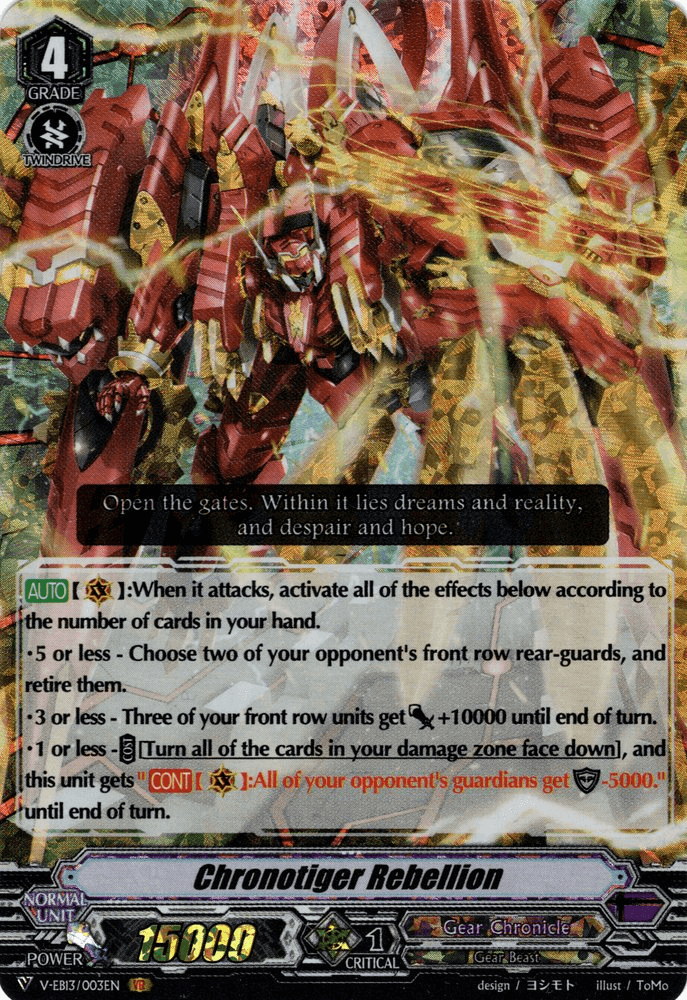 4
GRADE
TWINDRIVE
Open the gates. Within it lies dreams and reality,
and despair and hope.
AUTO【 V 】:When it attacks, activate all of the effects below according to
the number of cards in your hand.
・5 or less - Choose two of your opponent's front row rear-guards, and
retire them.
・3 or less - Three of your front row units get +10000 until end of turn.
・1 or less - COST [Turn all of the cards in your damage zone face down], and
this unit gets "CONT【 V 】:All of your opponent's guardians get -5000."
until end of turn.
Chronotiger Rebellion
NORMAL
UNIT
POWER 15000
1
CRITICAL
Gear Chronicle
Gear Beast
V-EB13/003EN VR design / ヨシモト illust / ToMo